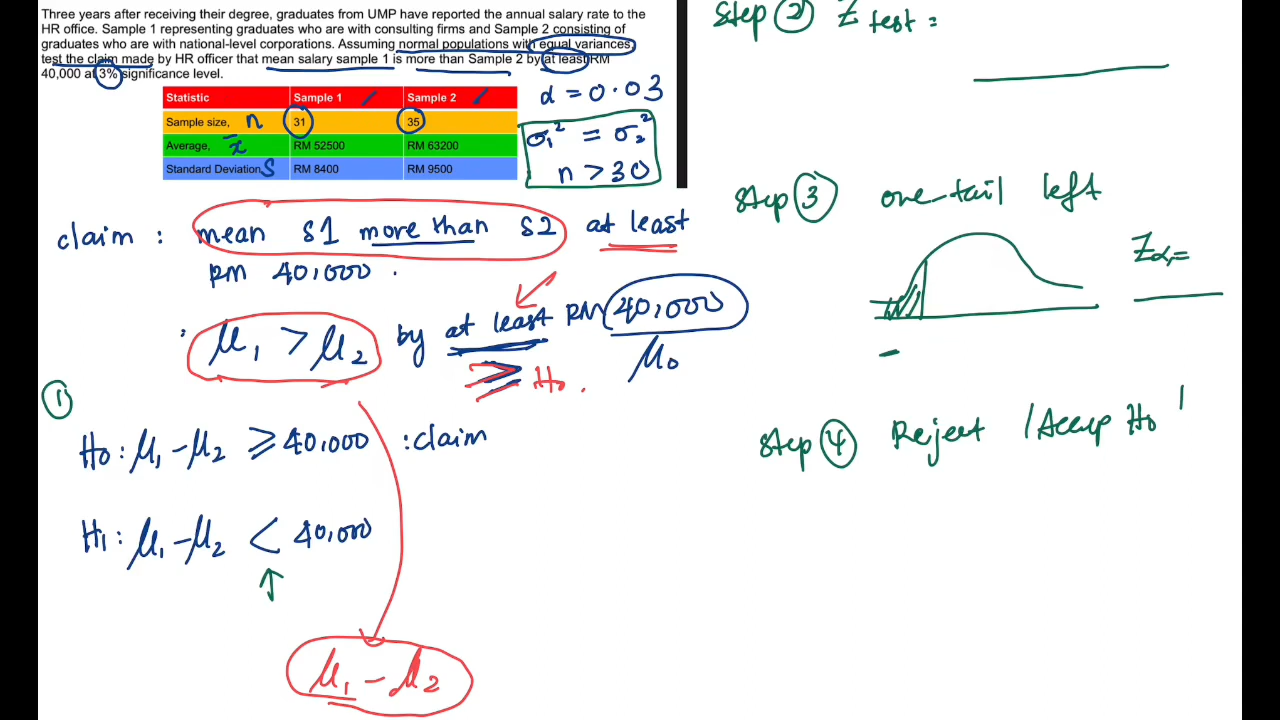 Three years after receiving their degree, graduates from UMP have reported the annual salary rate to the
HR office. Sample 1 representing graduates who are with consulting firms and Sample 2 consisting of
graduates who are with national-level corporations. Assuming normal populations with equal variances,
test the claim made by HR officer that mean salary sample 1 is more than Sample 2 by at least RM
40,000 at 3% significance level.
Statistic Sample 1 Sample 2
Sample size, n 31 35
Average, x̄ RM 52500 RM 63200
Standard Deviation S RM 8400 RM 9500
α = 0.03
σ₁² = σ₂²
n > 30
claim : mean S1 more than S2 at least
RM 40,000 .
: μ₁ > μ₂ by at least RM 40,000
μ₀
≥ H₀ .
①
H₀ : μ₁ - μ₂ ≥ 40,000 : claim
H₁ : μ₁ - μ₂ < 40,000
μ₁ - μ₂
Step ② Z test =
Step ③ one-tail left
Zα,=
-
Step ④ Reject / Accep H₀ !